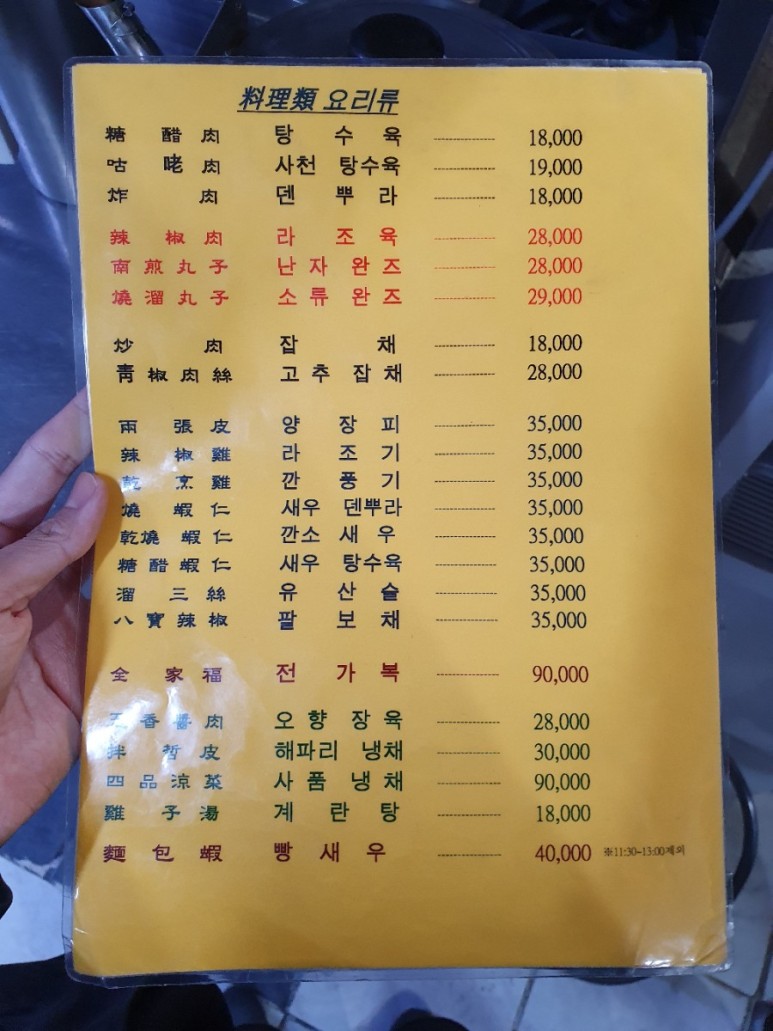 料理類 요리류
糖 醋 肉 탕 수 육 18,000
咕 咾 肉 사천 탕수육 19,000
炸 肉 덴 뿌 라 18,000
辣 椒 肉 라 조 육 28,000
南 煎 丸 子 난 자 완 즈 28,000
燒 溜 丸 子 소 류 완 즈 29,000
炒 肉 잡 채 18,000
靑 椒 肉 絲 고 추 잡 채 28,000
兩 張 皮 양 장 피 35,000
辣 椒 雞 라 조 기 35,000
乾 烹 雞 깐 풍 기 35,000
燒 蝦 仁 새우 덴뿌라 35,000
乾燒 蝦 仁 깐소 새 우 35,000
糖 醋 蝦 仁 새우 탕수육 35,000
溜 三 絲 유 산 슬 35,000
八 寶 辣 椒 팔 보 채 35,000
全 家 福 전 가 복 90,000
五 香 醬 肉 오 향 장 육 28,000
拌 哲 皮 해파리 냉채 30,000
四 品 涼 菜 사 품 냉 채 90,000
雞 子 湯 계 란 탕 18,000
麵 包 蝦 빵 새 우 40,000 ※11:30~13:00제외